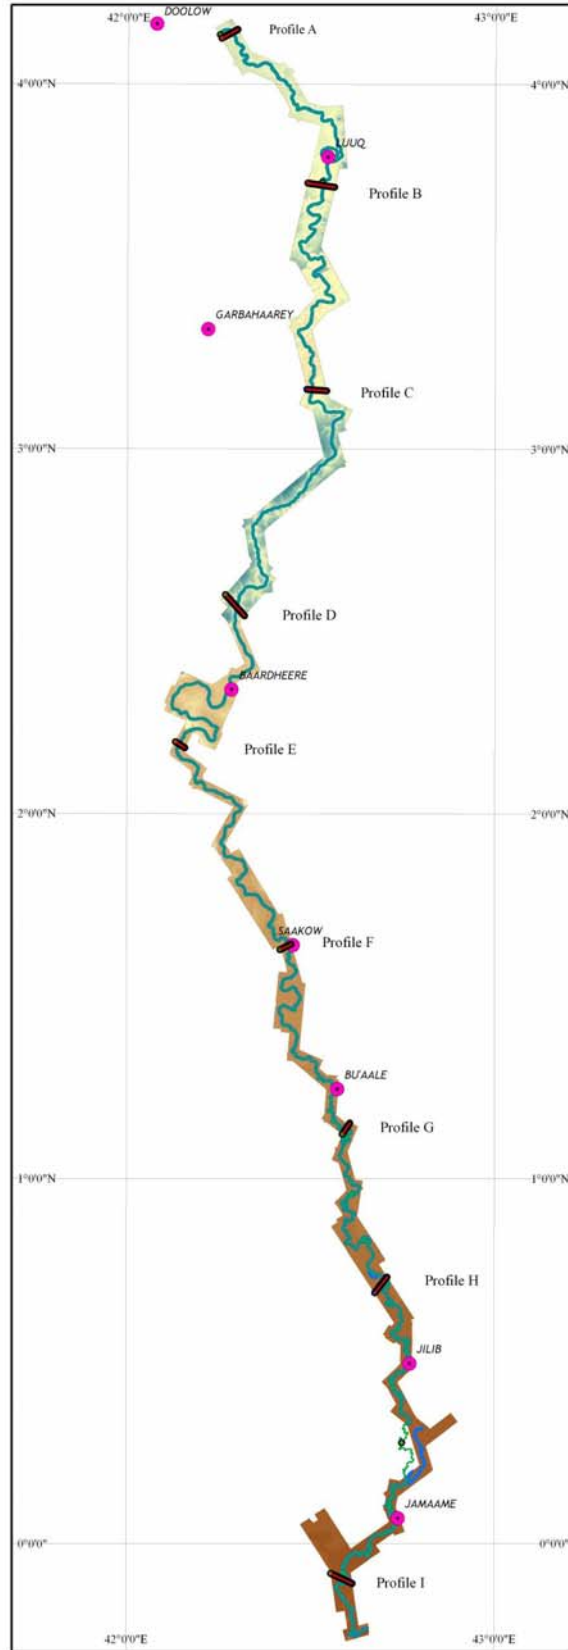 42°0'0"E 43°0'0"E
DOOLOW
Profile A
4°0'0"N 4°0'0"N
LUUQ
Profile B
GARBAHAAREY
Profile C
3°0'0"N 3°0'0"N
Profile D
BAARDHEERE
Profile E
2°0'0"N 2°0'0"N
SAAKOW
Profile F
BU'AALE
Profile G
1°0'0"N 1°0'0"N
Profile H
JILIB
JAMAAME
0°0'0" 0°0'0"
Profile I
42°0'0"E 43°0'0"E